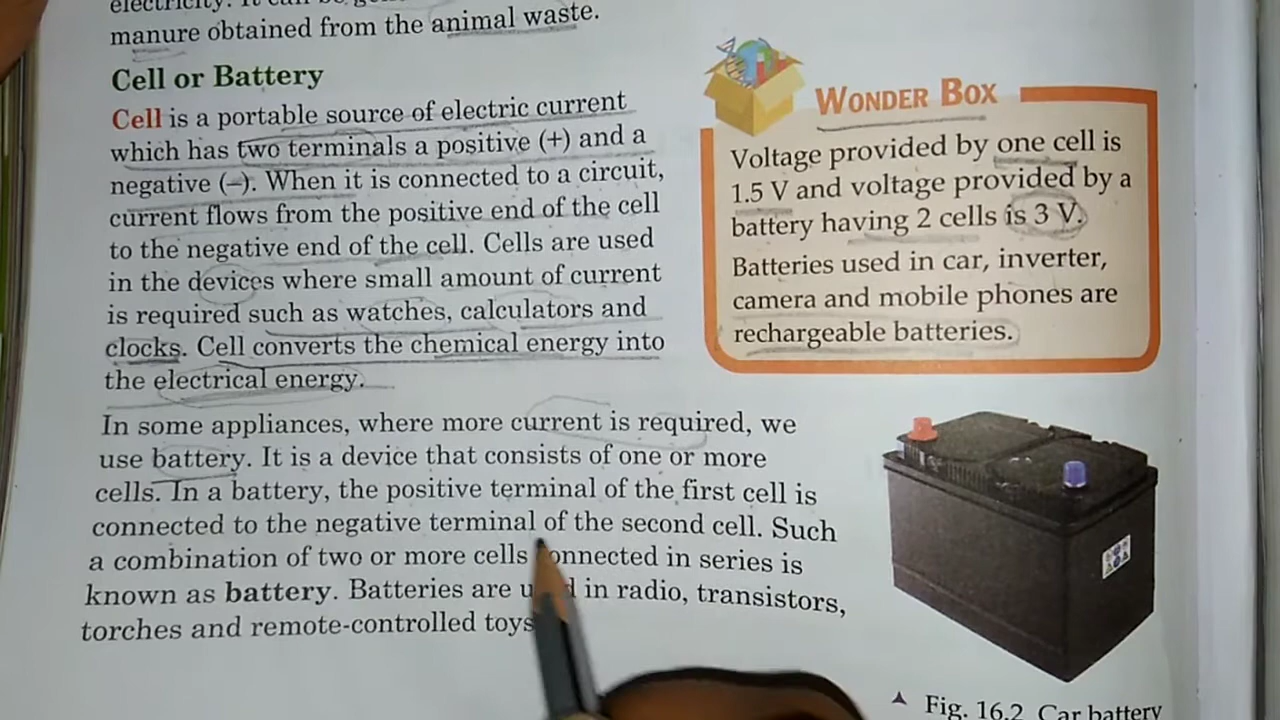 manure obtained from the animal waste.
Cell or Battery
Cell is a portable source of electric current
which has two terminals a positive (+) and a
negative (–). When it is connected to a circuit,
current flows from the positive end of the cell
to the negative end of the cell. Cells are used
in the devices where small amount of current
is required such as watches, calculators and
clocks. Cell converts the chemical energy into
the electrical energy.
In some appliances, where more current is required, we
use battery. It is a device that consists of one or more
cells. In a battery, the positive terminal of the first cell is
connected to the negative terminal of the second cell. Such
a combination of two or more cells connected in series is
known as battery. Batteries are used in radio, transistors,
torches and remote-controlled toys
WONDER BOX
Voltage provided by one cell is
1.5 V and voltage provided by a
battery having 2 cells is 3 V.
Batteries used in car, inverter,
camera and mobile phones are
rechargeable batteries.
Fig. 16.2 Car battery